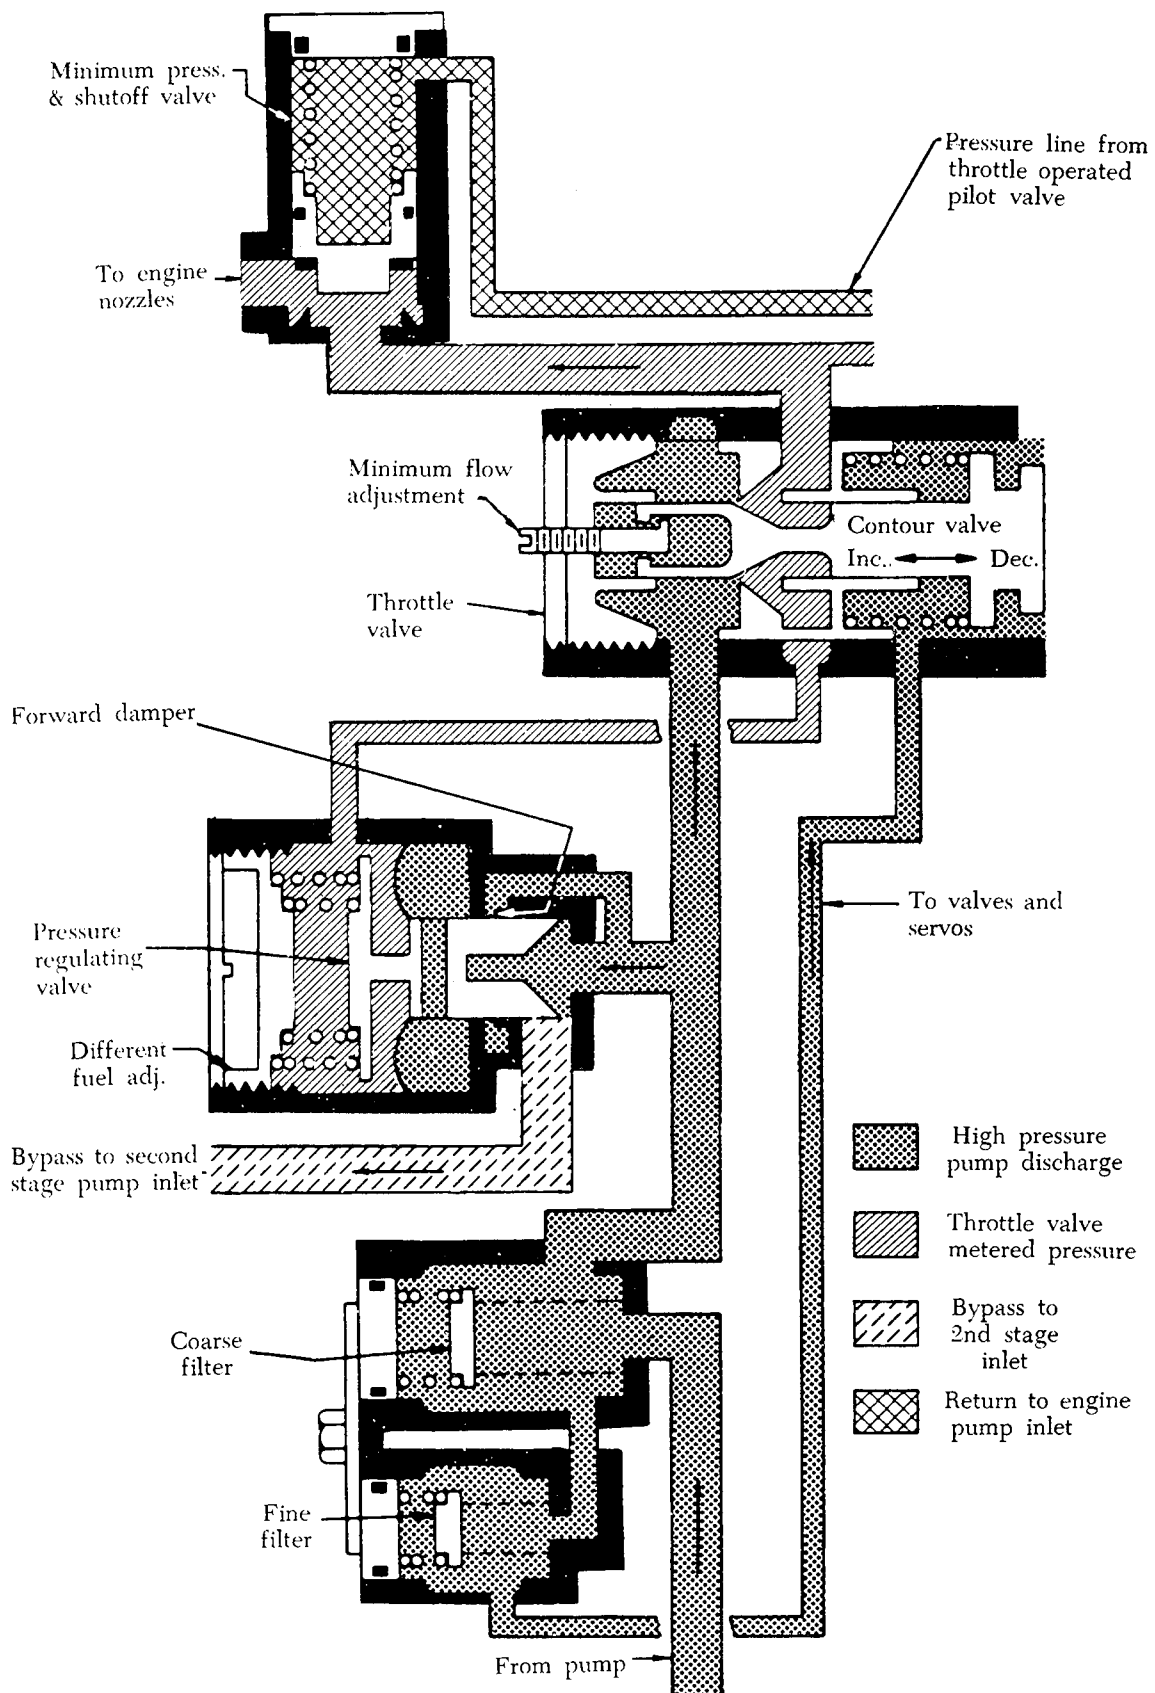 Minimum press.
& shutoff valve
Pressure line from
throttle operated
pilot valve
To engine
nozzles
Minimum flow
adjustment
Contour valve
Inc. Dec.
Throttle
valve
Forward damper
To valves and
servos
Pressure
regulating
valve
Different
fuel adj.
Bypass to second
stage pump inlet
High pressure
pump discharge
Throttle valve
metered pressure
Bypass to
2nd stage
inlet
Return to engine
pump inlet
Coarse
filter
Fine
filter
From pump